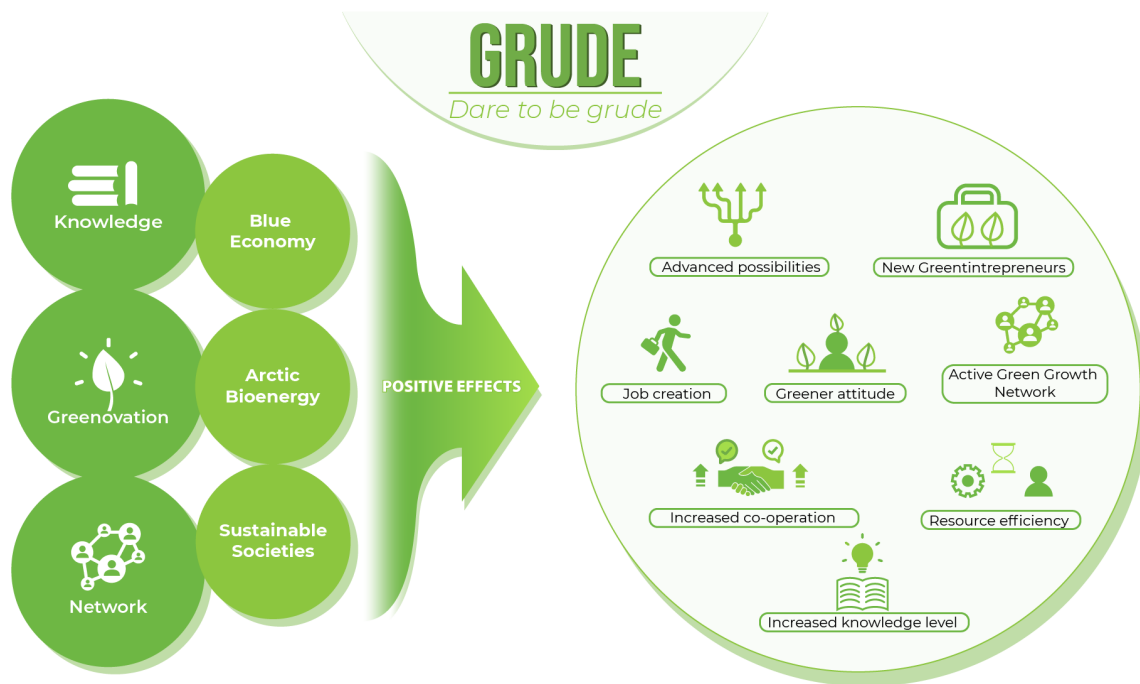 GRUDE
Dare to be grude
Knowledge
Greenovation
Network
Blue
Economy
Arctic
Bioenergy
Sustainable
Societies
POSITIVE EFFECTS
Advanced possibilities
New Greentintrepreneurs
Job creation
Greener attitude
Active Green Growth
Network
Increased co-operation
Resource efficiency
Increased knowledge level